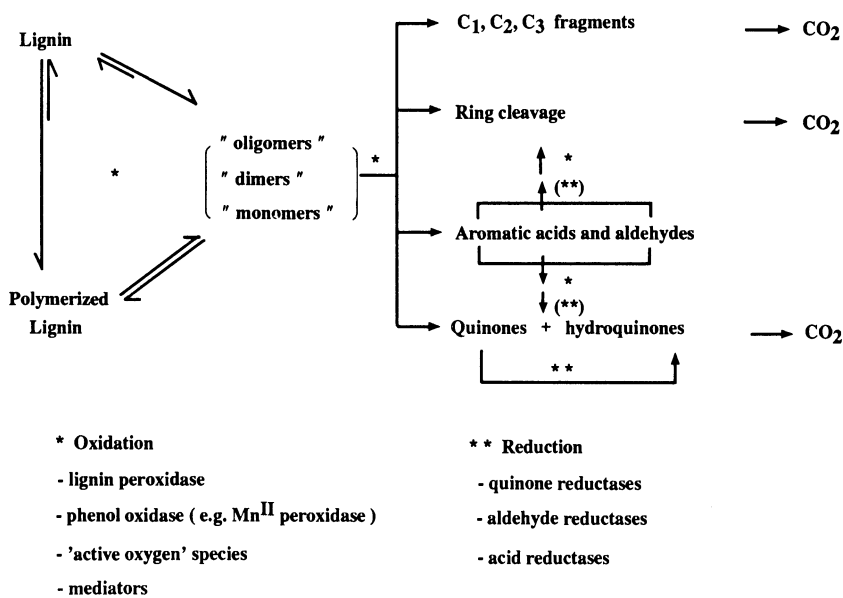 Lignin
C1, C2, C3 fragments
CO2
Ring cleavage
CO2
*
(**)
*
" oligomers "
" dimers "
" monomers "
*
Aromatic acids and aldehydes
*
(**)
Polymerized
Lignin
Quinones + hydroquinones
CO2
* *
* Oxidation
- lignin peroxidase
- phenol oxidase ( e.g. MnII peroxidase )
- 'active oxygen' species
- mediators
* * Reduction
- quinone reductases
- aldehyde reductases
- acid reductases